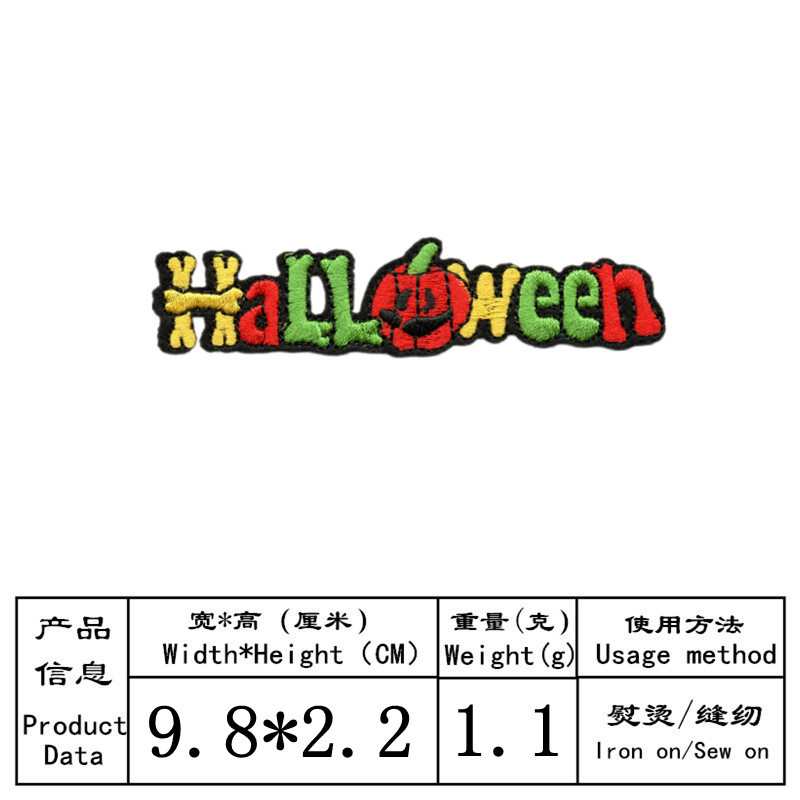 Halloween
产品
信息
Product
Data
宽*高 (厘米)
Width*Height (CM)
9.8*2.2
重量(克)
Weight(g)
1.1
使用方法
Usage method
熨烫/缝纫
Iron on/Sew on